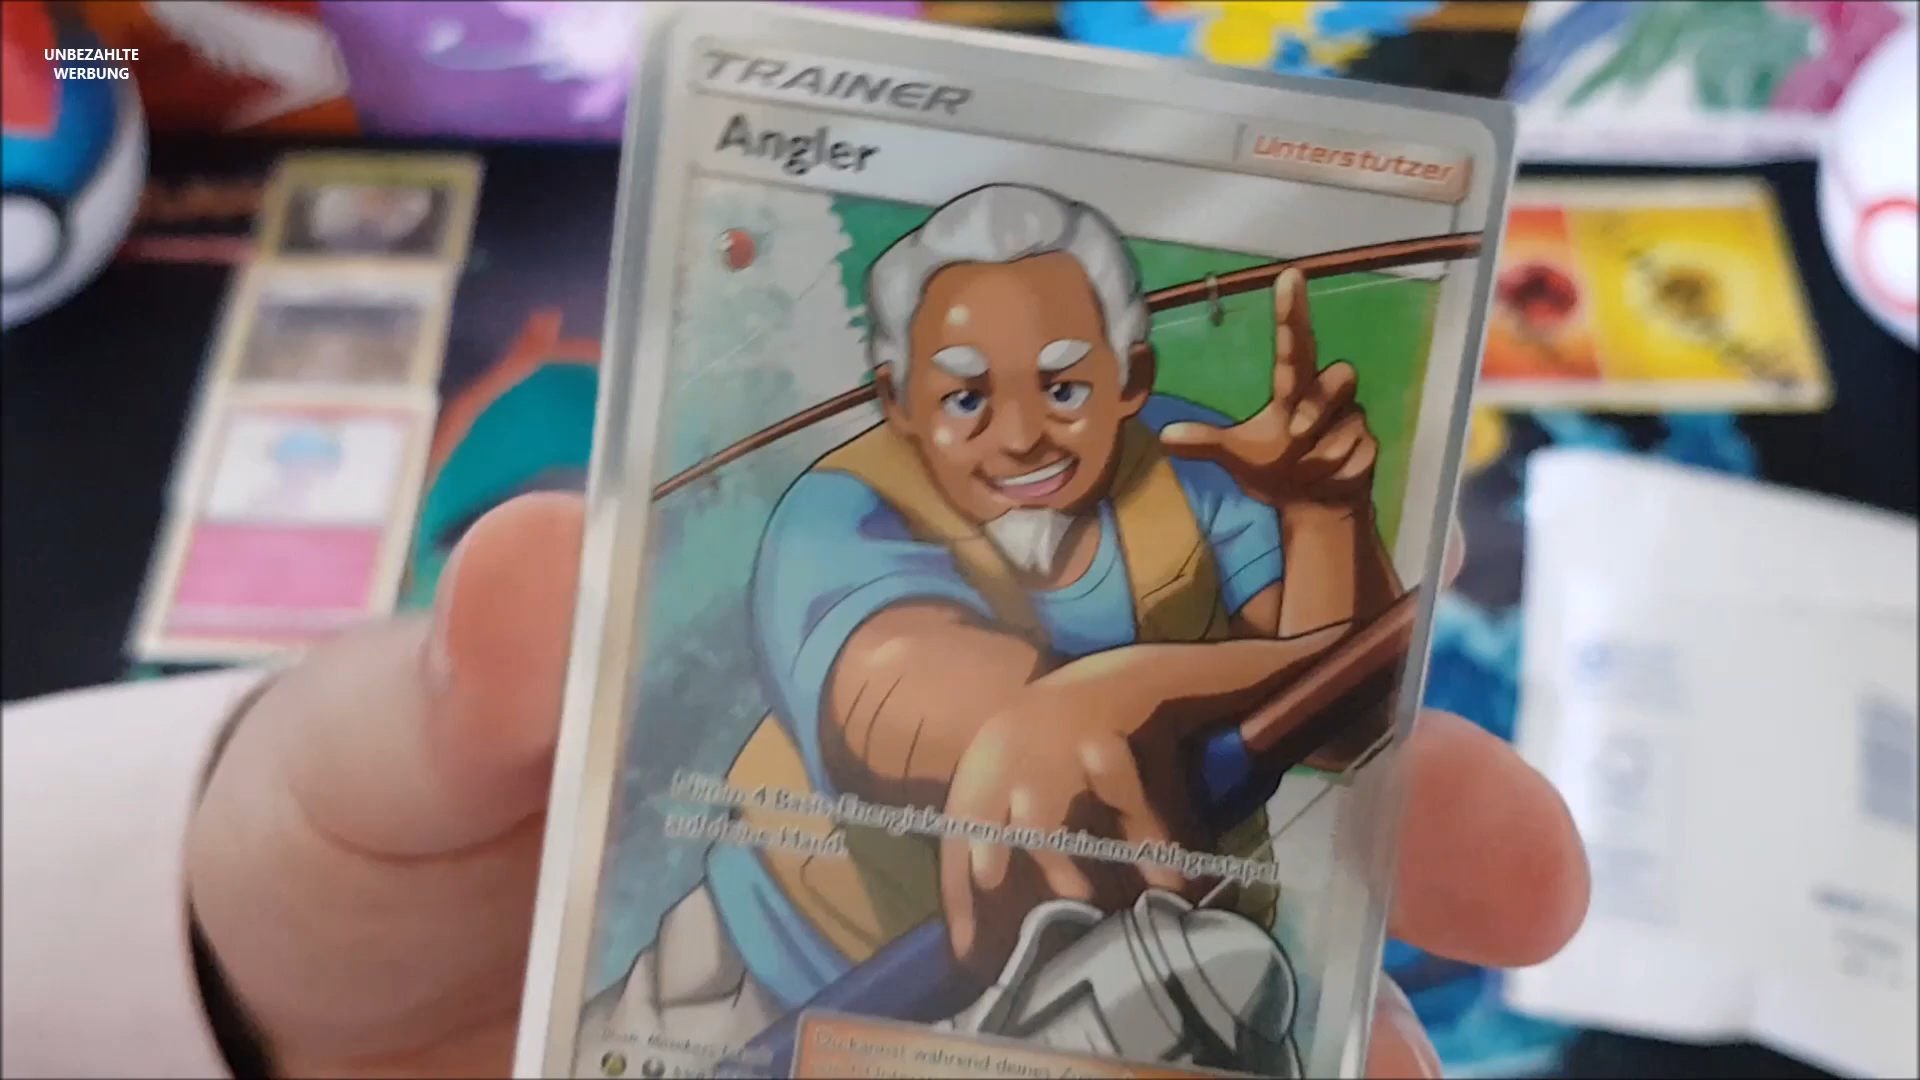 UNBEZAHLTE
WERBUNG
TRAINER
Angler
Unterstützer
Nimm 4 Basis-Energiekarten aus deinem Ablagestapel
auf deine Hand.
Du kannst während deines